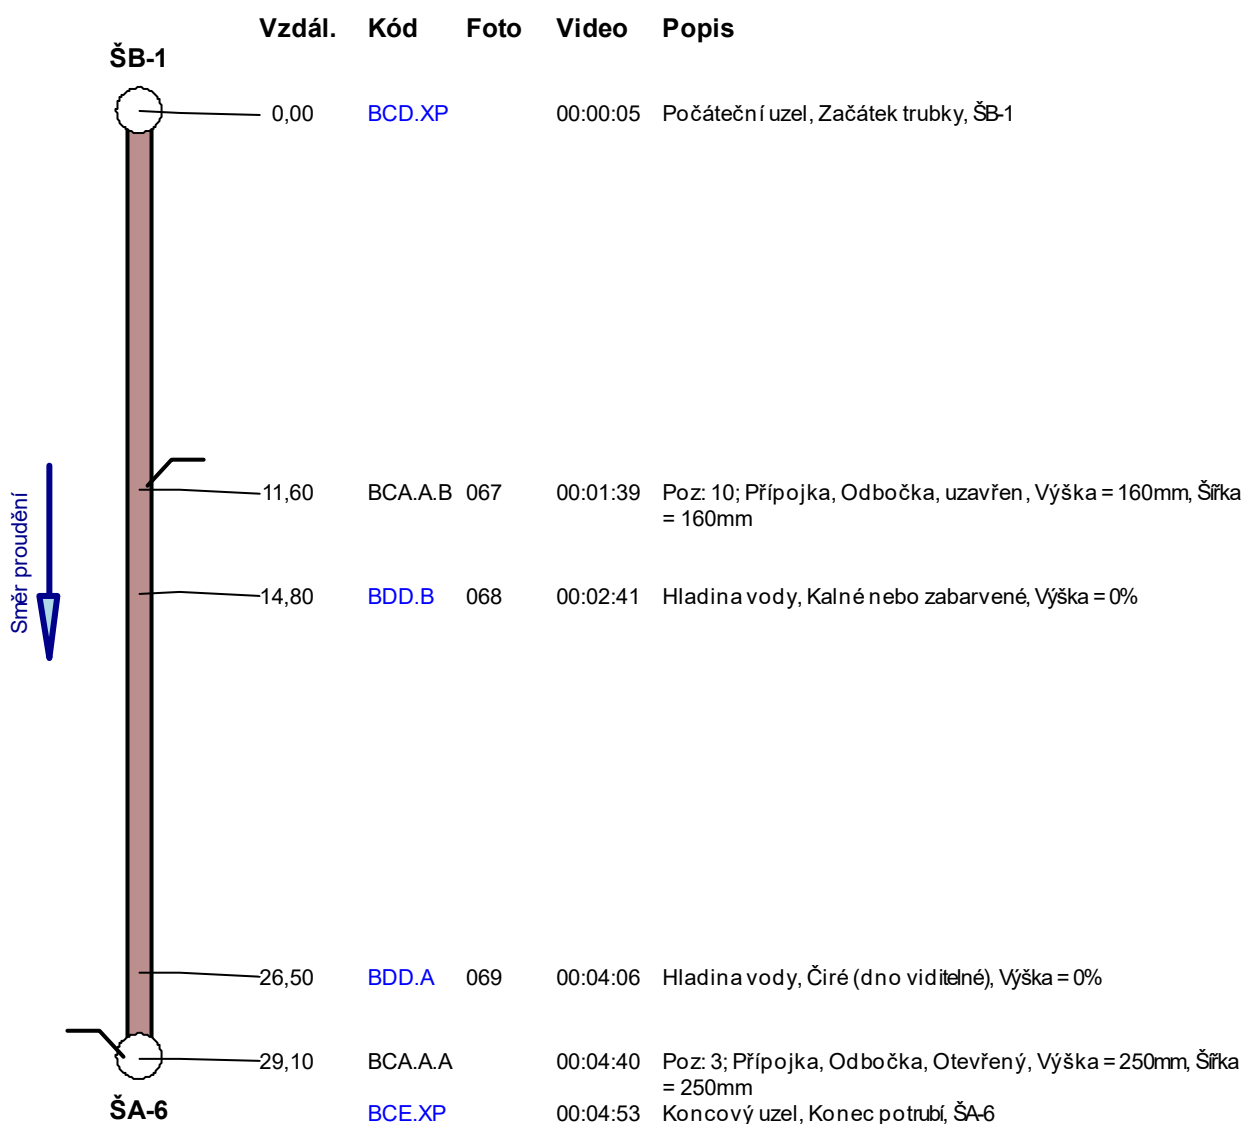 Vzdál. Kód Foto Video Popis
ŠB-1
0,00 BCD.XP 00:00:05 Počáteční uzel, Začátek trubky, ŠB-1
11,60 BCA.A.B 067 00:01:39 Poz: 10; Přípojka, Odbočka, uzavřen, Výška = 160mm, Šířka
= 160mm
Směr proudění
14,80 BDD.B 068 00:02:41 Hladina vody, Kalné nebo zabarvené, Výška = 0%
26,50 BDD.A 069 00:04:06 Hladina vody, Čiré (dno viditelné), Výška = 0%
29,10 BCA.A.A 00:04:40 Poz: 3; Přípojka, Odbočka, Otevřený, Výška = 250mm, Šířka
= 250mm
ŠA-6 BCE.XP 00:04:53 Koncový uzel, Konec potrubí, ŠA-6